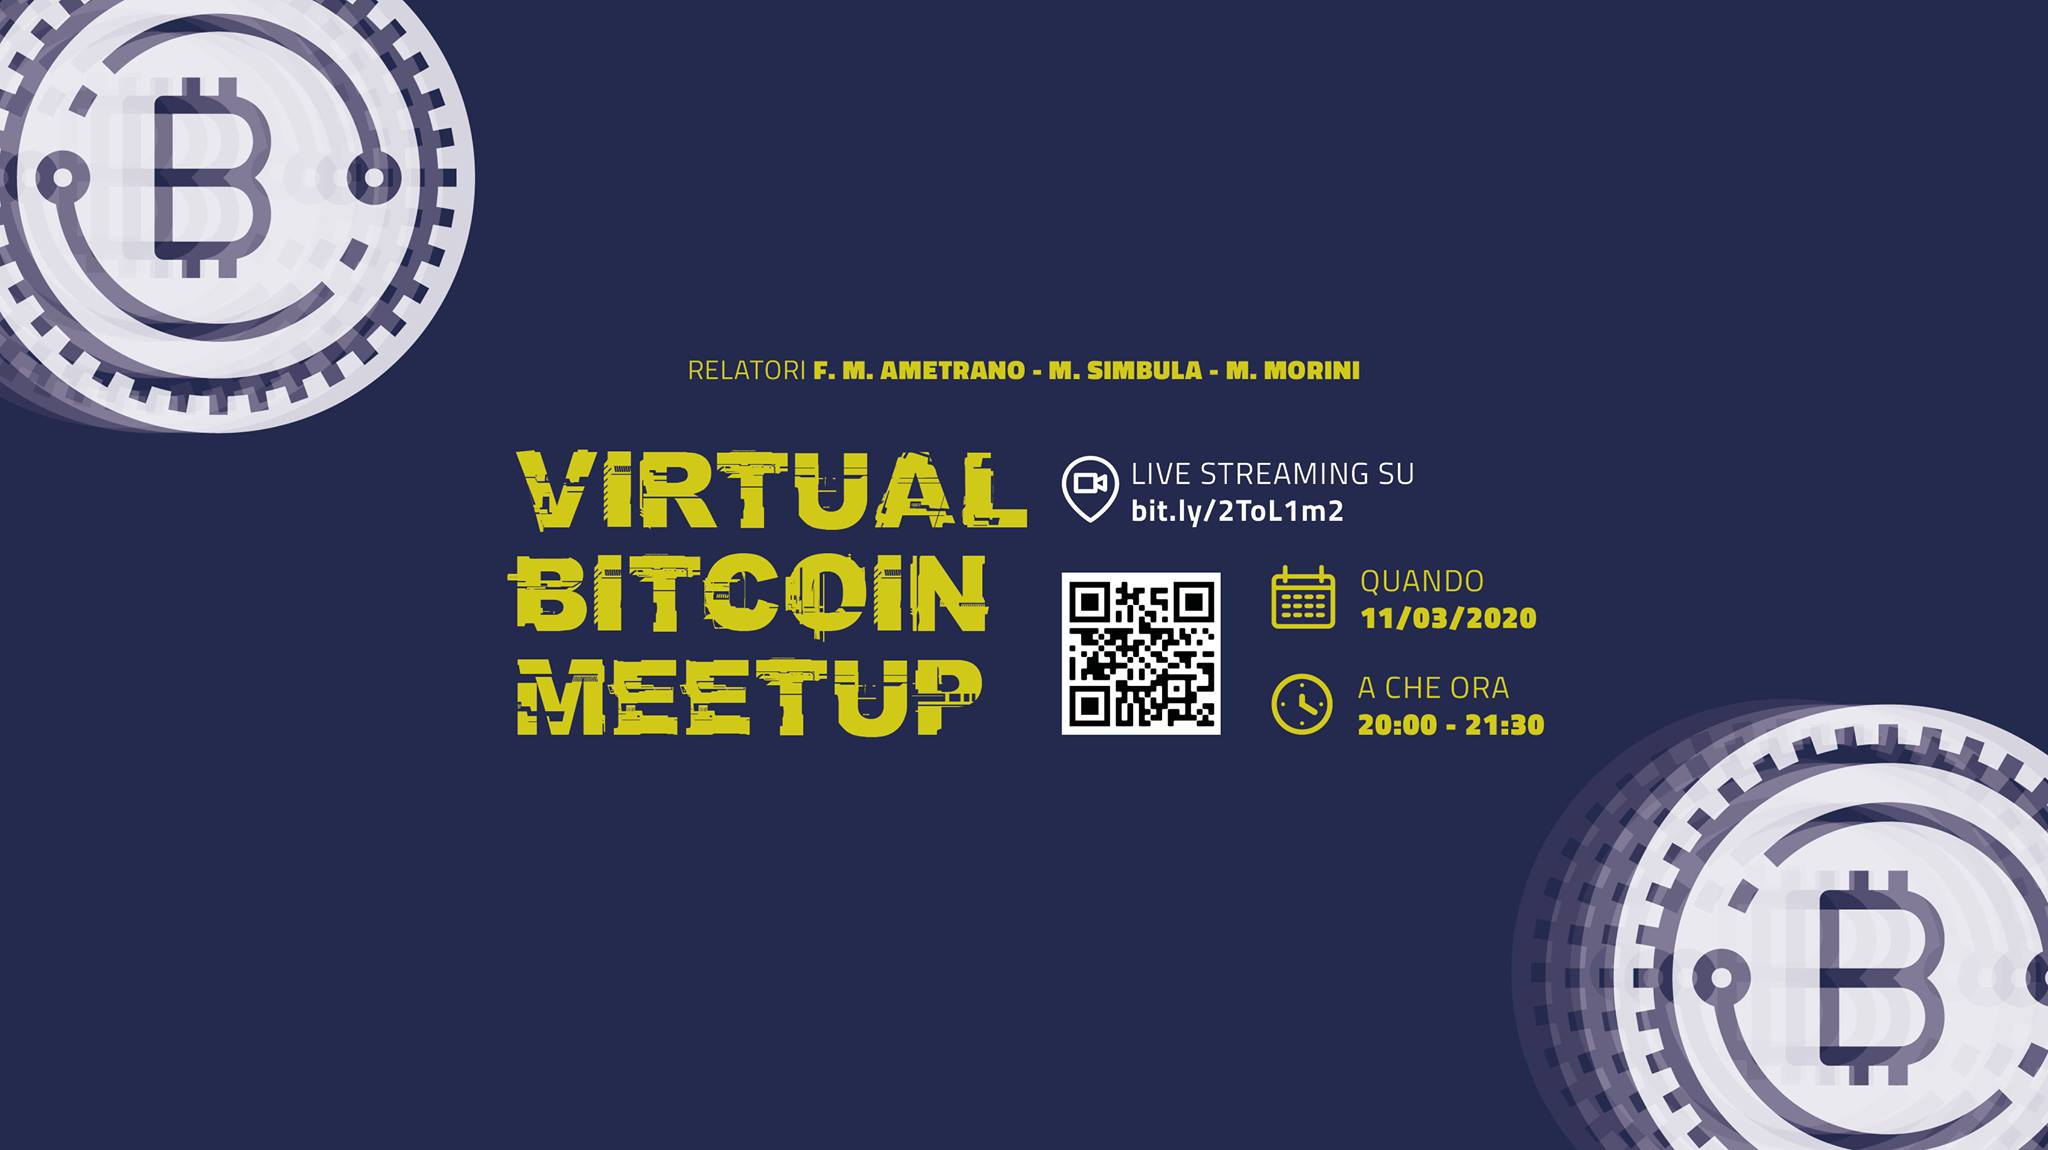 RELATORI F. M. AMETRANO - M. SIMBULA - M. MORINI
VIRTUAL
BITCOIN
MEETUP
LIVE STREAMING SU
bit.ly/2ToL1m2
QUANDO
11/03/2020
A CHE ORA
20:00 - 21:30